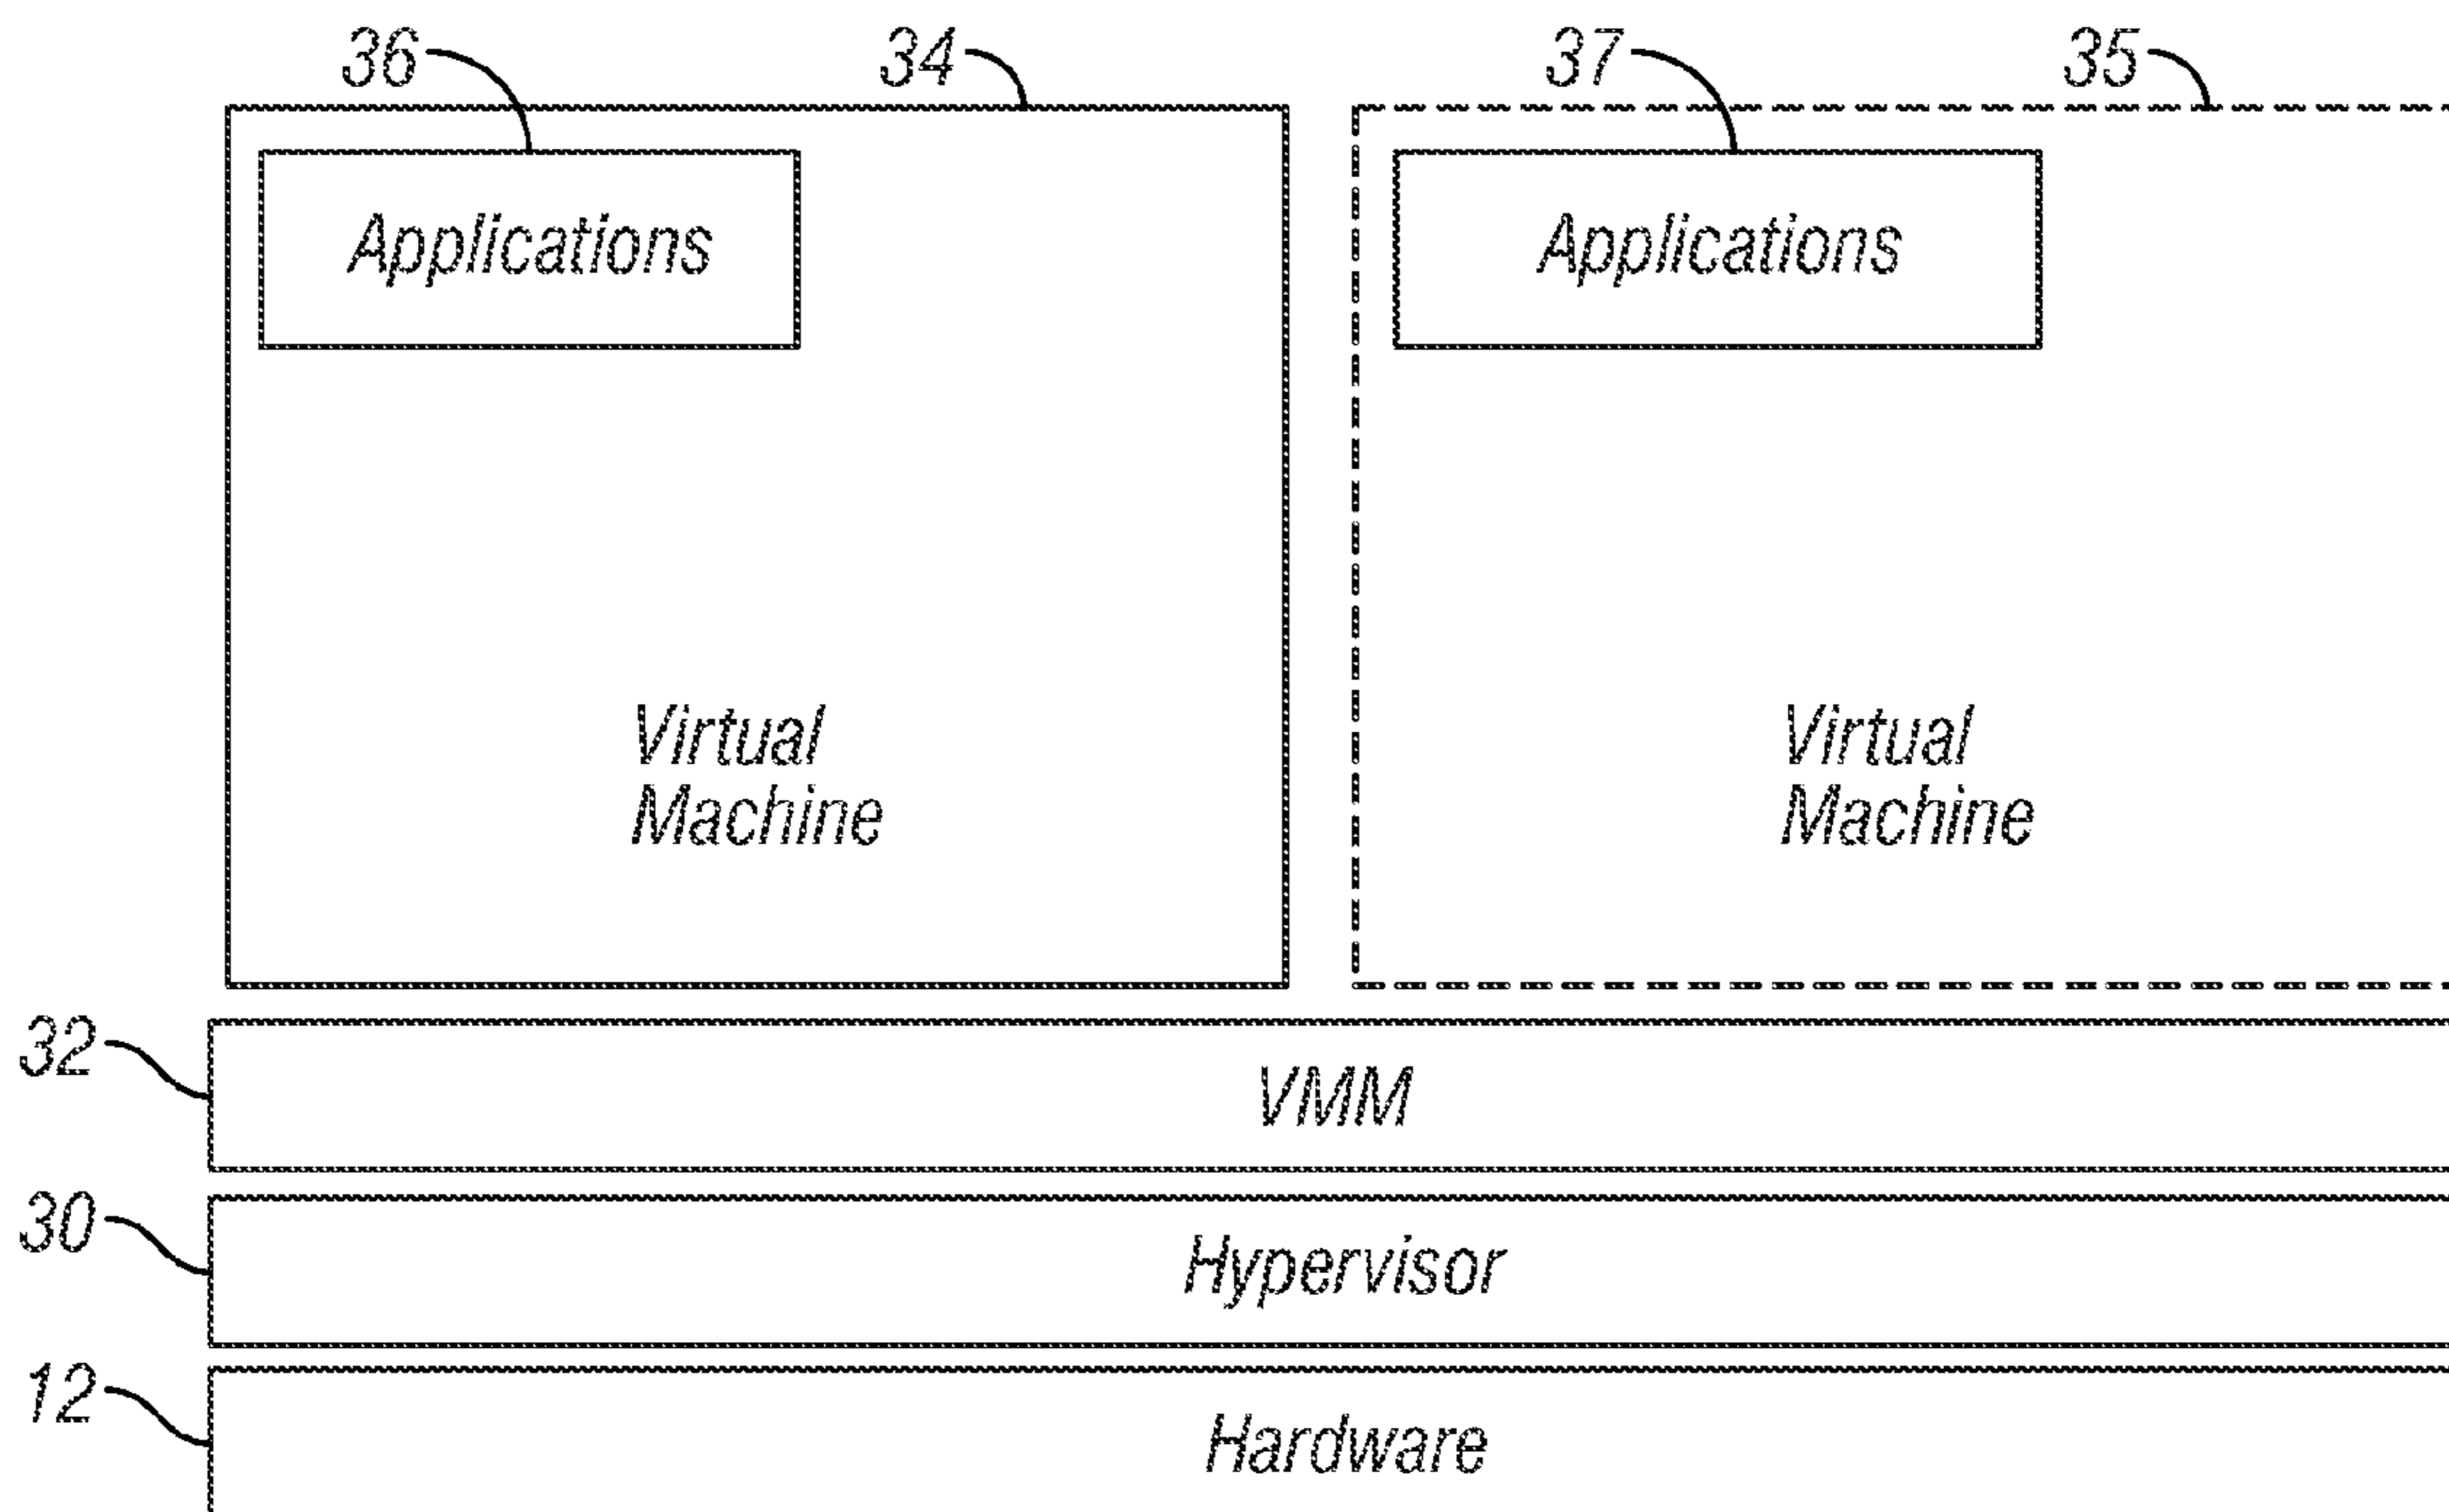 36
34
37
35
Applications
Applications
Virtual
Machine
Virtual
Machine
32
VMM
30
Hypervisor
12
Hardware